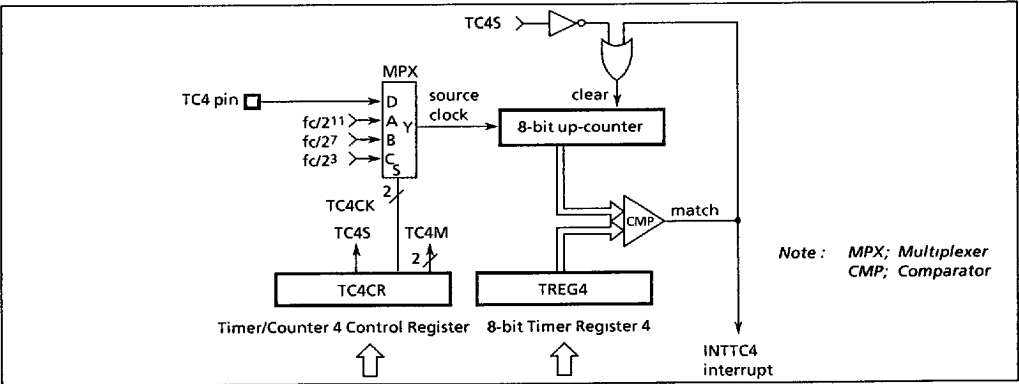 TC4S
MPX
TC4 pin
D
source
clock
clear
fc/2¹¹
A
Y
8-bit up-counter
fc/2⁷
B
fc/2³
C
S
2
TC4CK
CMP
match
TC4S
TC4M
2
Note : MPX; Multiplexer
CMP; Comparator
TC4CR
TREG4
Timer/Counter 4 Control Register
8-bit Timer Register 4
INTTC4
interrupt